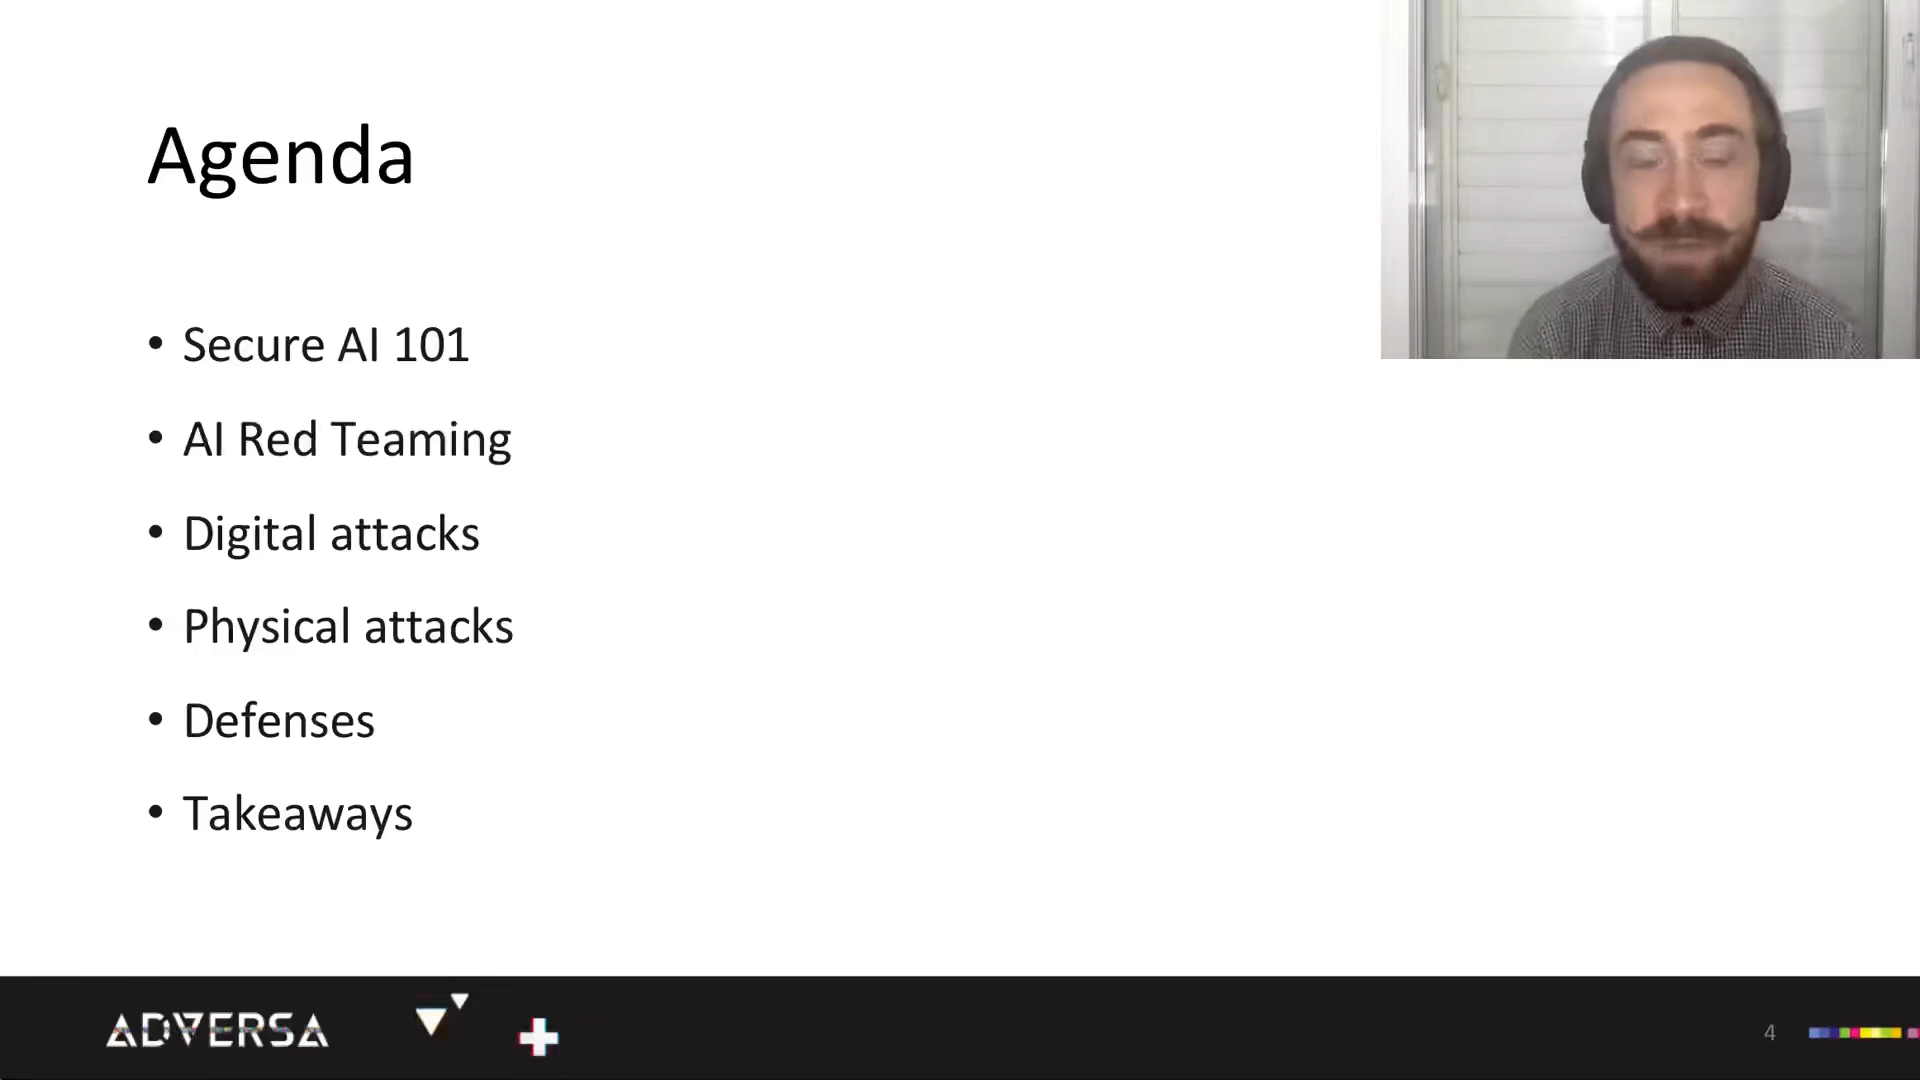 Agenda
• Secure AI 101
• AI Red Teaming
• Digital attacks
• Physical attacks
• Defenses
• Takeaways
ADVERSA
4